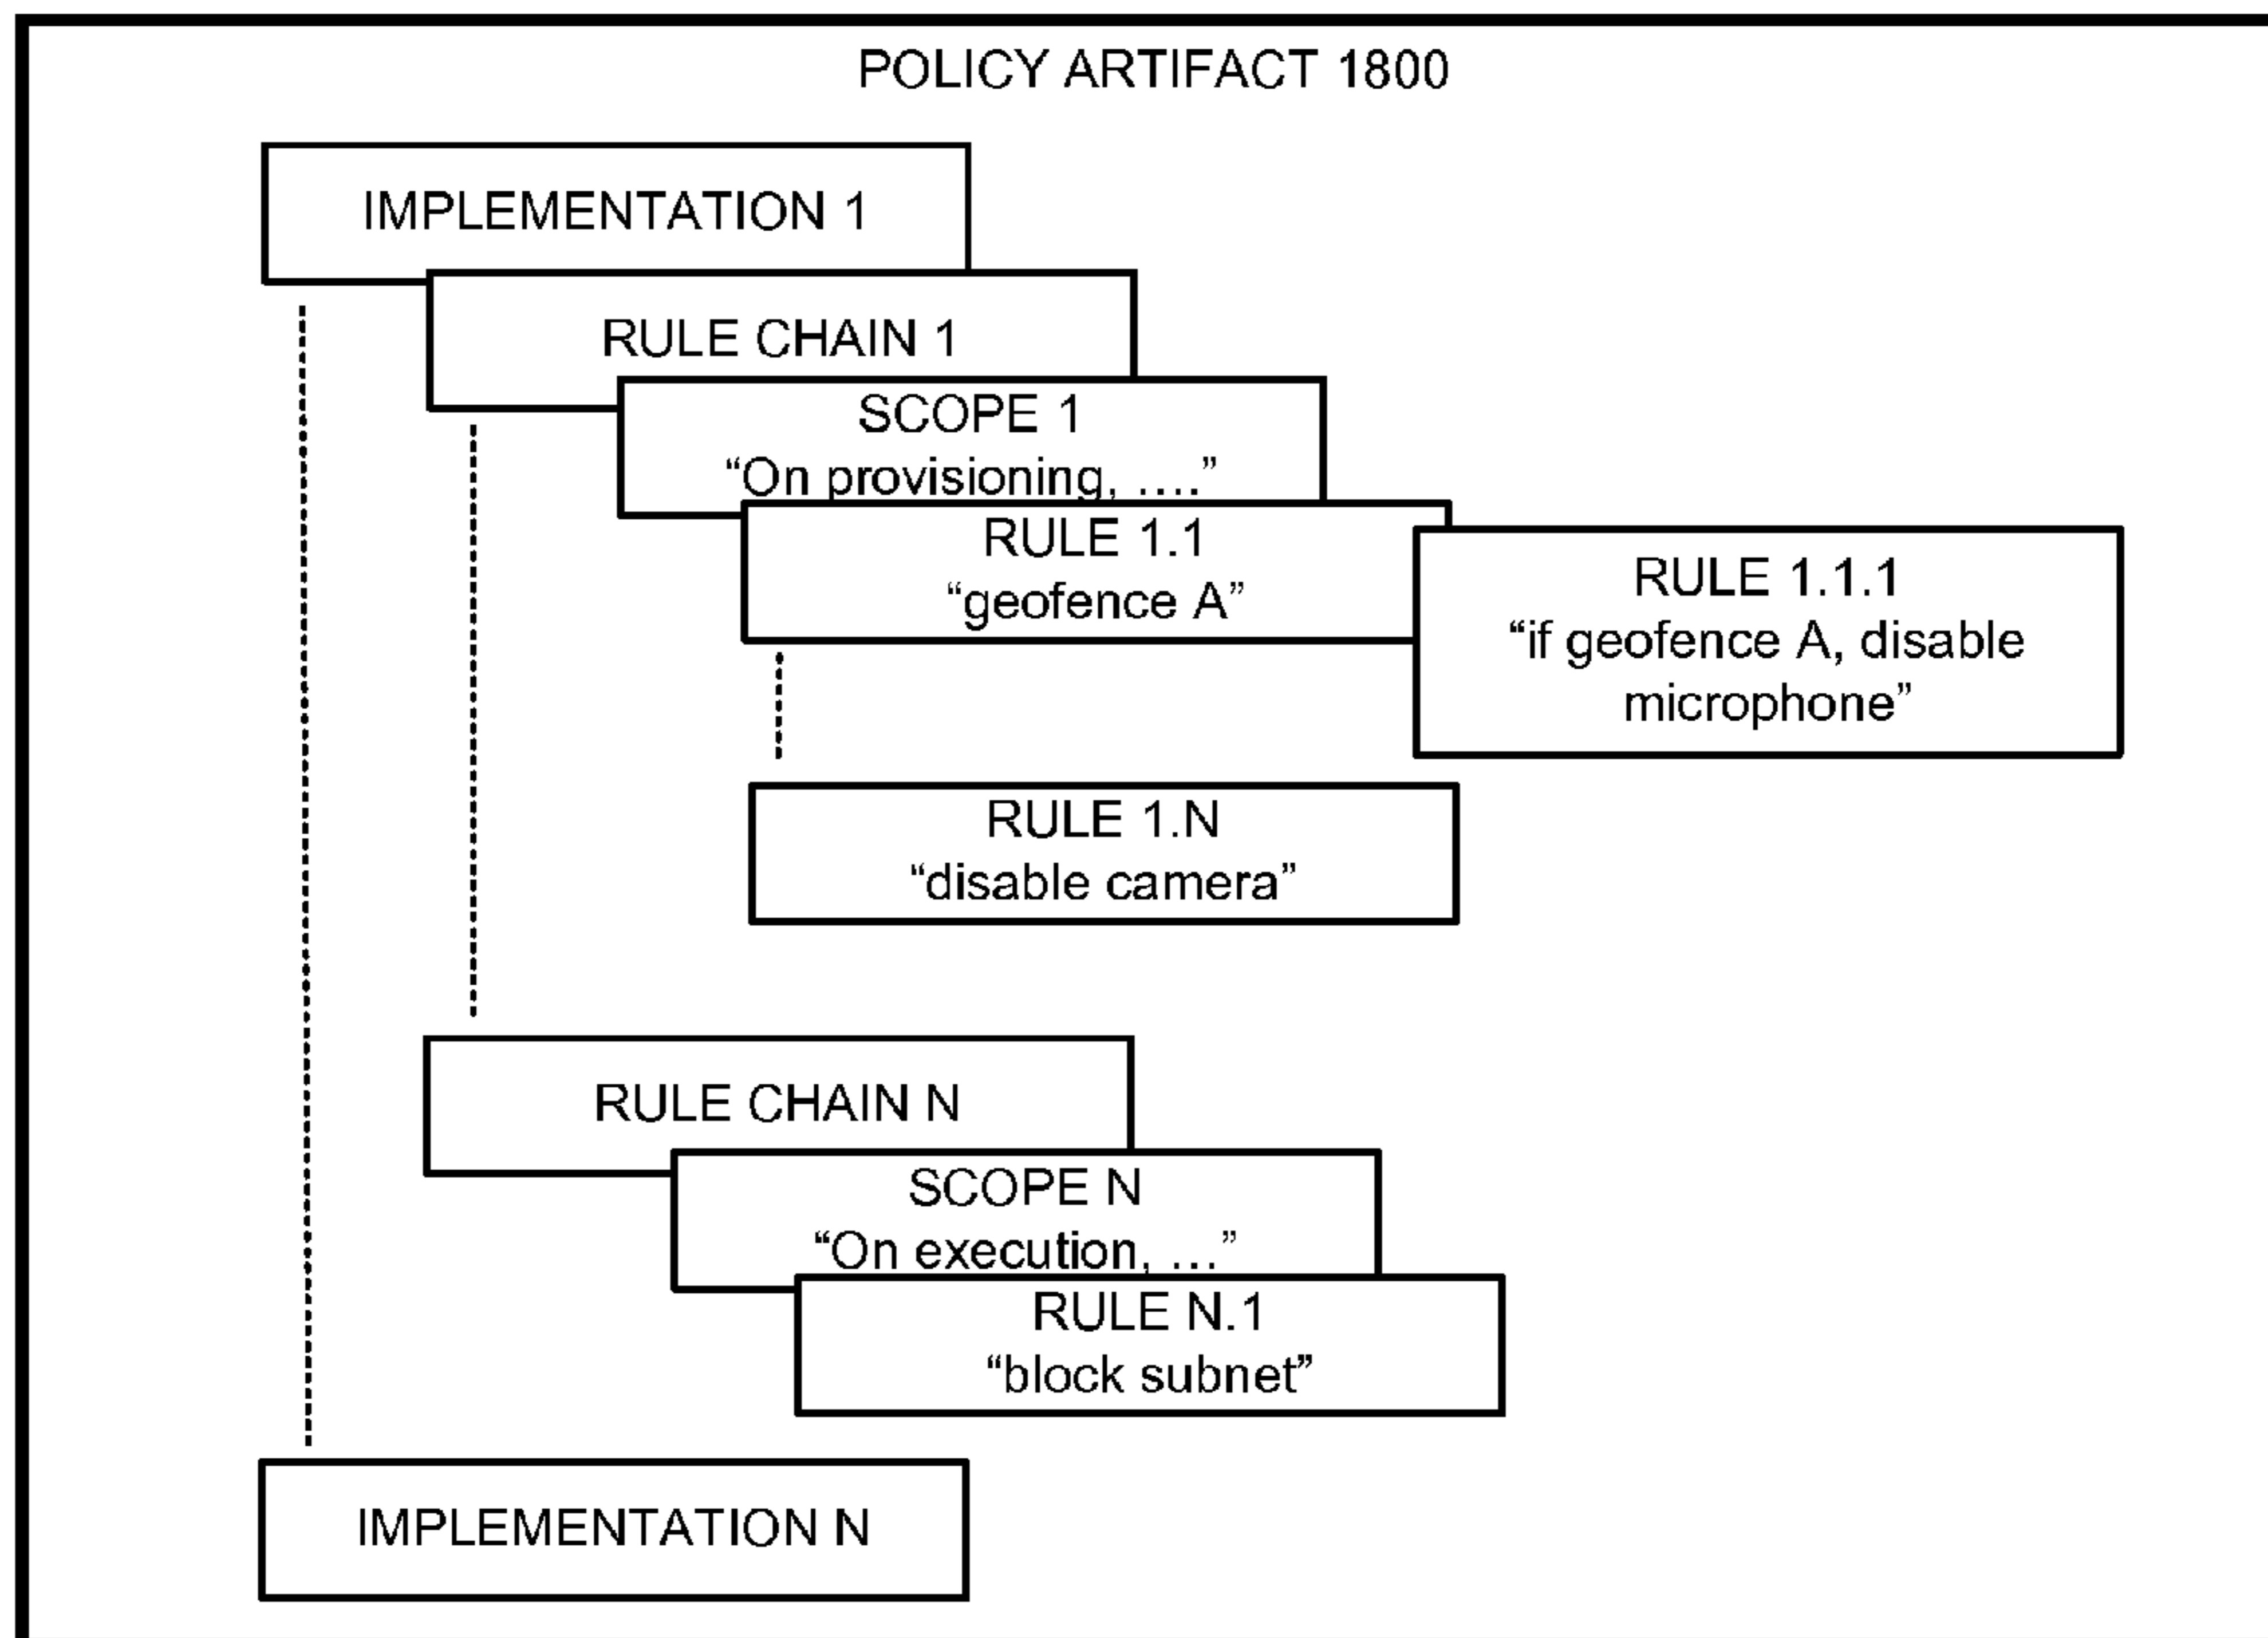 POLICY ARTIFACT 1800
IMPLEMENTATION 1
RULE CHAIN 1
SCOPE 1
“On provisioning, ....”
RULE 1.1
“geofence A”
RULE 1.1.1
“if geofence A, disable
microphone”
RULE 1.N
“disable camera”
RULE CHAIN N
SCOPE N
“On execution, ...”
RULE N.1
“block subnet”
IMPLEMENTATION N